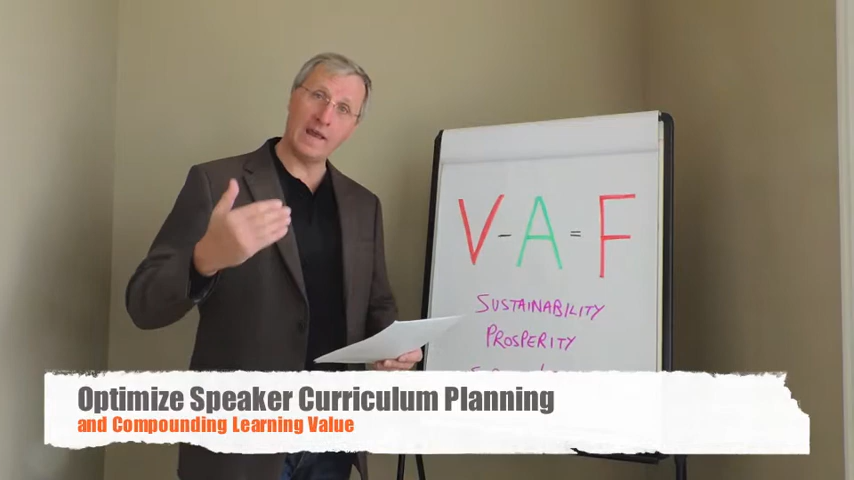 V - A = F
SUSTAINABILITY
PROSPERITY
Optimize Speaker Curriculum Planning
and Compounding Learning Value